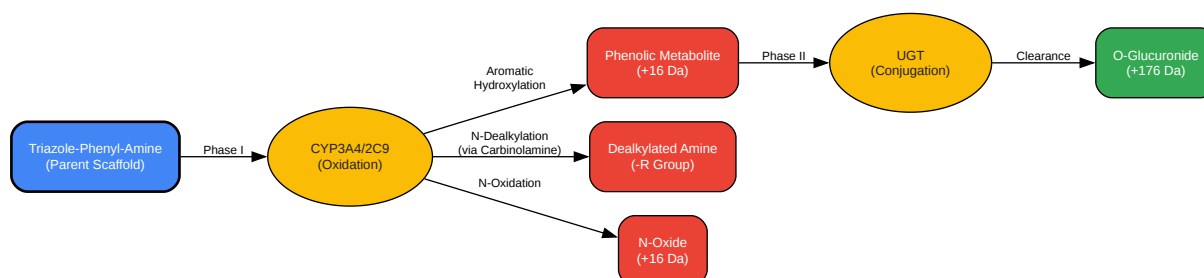 Triazole-Phenyl-Amine
(Parent Scaffold)
Phase I
CYP3A4/2C9
(Oxidation)
Aromatic
Hydroxylation
Phenolic Metabolite
(+16 Da)
Phase II
UGT
(Conjugation)
Clearance
O-Glucuronide
(+176 Da)
N-Dealkylation
(via Carbinolamine)
Dealkylated Amine
(-R Group)
N-Oxidation
N-Oxide
(+16 Da)